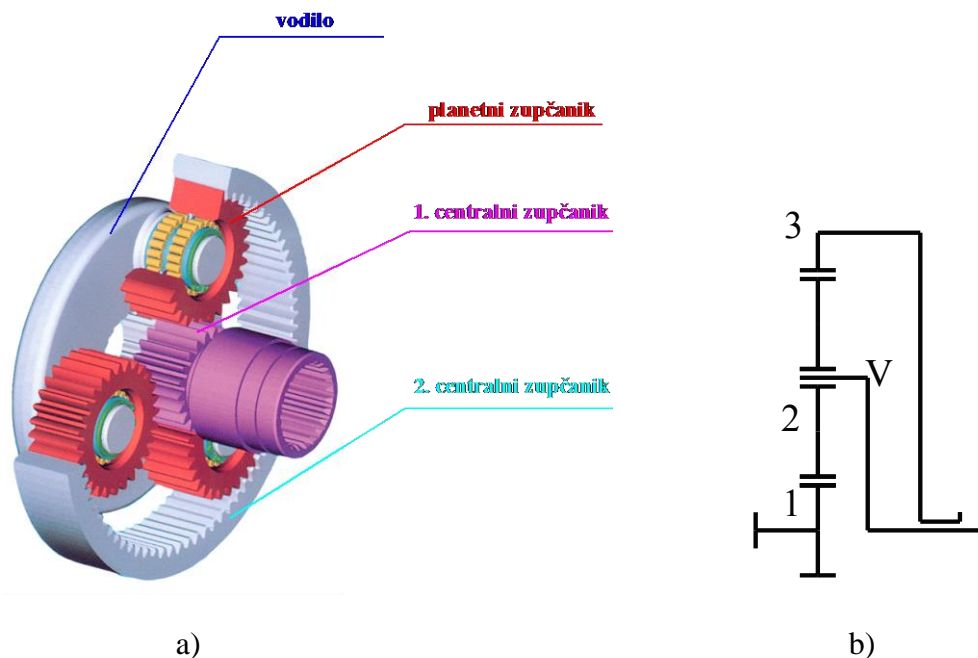 vodilo
planetni zupčanik
1. centralni zupčanik
2. centralni zupčanik
3
V
2
1
a)
b)